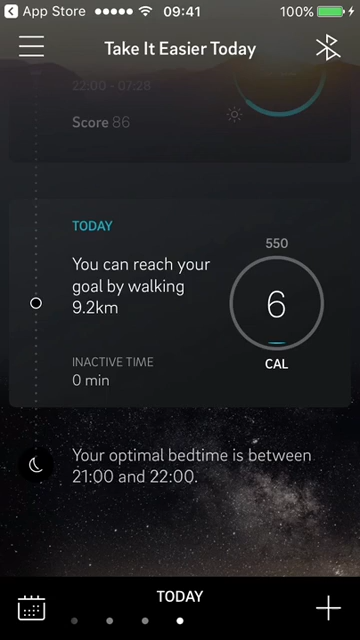 App Store 09:41 100%
Take It Easier Today
22:00 - 07:28
Score 86
TODAY
You can reach your
goal by walking
9.2km
550
6
CAL
INACTIVE TIME
0 min
Your optimal bedtime is between
21:00 and 22:00.
TODAY